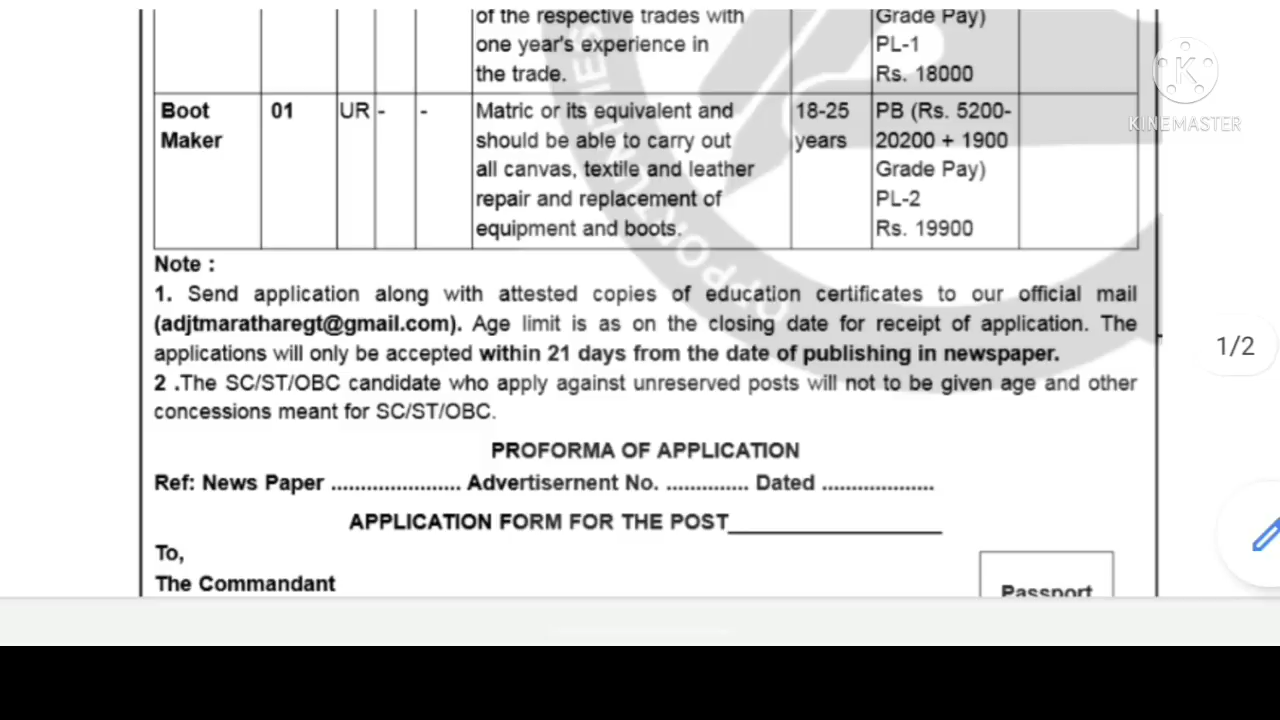 of the respective trades with
one year's experience in
the trade.
Grade Pay)
PL-1
Rs. 18000
Boot
Maker
01
UR
-
-
Matric or its equivalent and
should be able to carry out
all canvas, textile and leather
repair and replacement of
equipment and boots.
18-25
years
PB (Rs. 5200-
20200 + 1900
Grade Pay)
PL-2
Rs. 19900
K
KINEMASTER
Note :
1. Send application along with attested copies of education certificates to our official mail
(adjtmaratharegt@gmail.com). Age limit is as on the closing date for receipt of application. The
applications will only be accepted within 21 days from the date of publishing in newspaper.
2 .The SC/ST/OBC candidate who apply against unreserved posts will not to be given age and other
concessions meant for SC/ST/OBC.
1/2
PROFORMA OF APPLICATION
Ref: News Paper ...................... Advertisernent No. .............. Dated ...................
APPLICATION FORM FOR THE POST____________________
To,
The Commandant
Passport